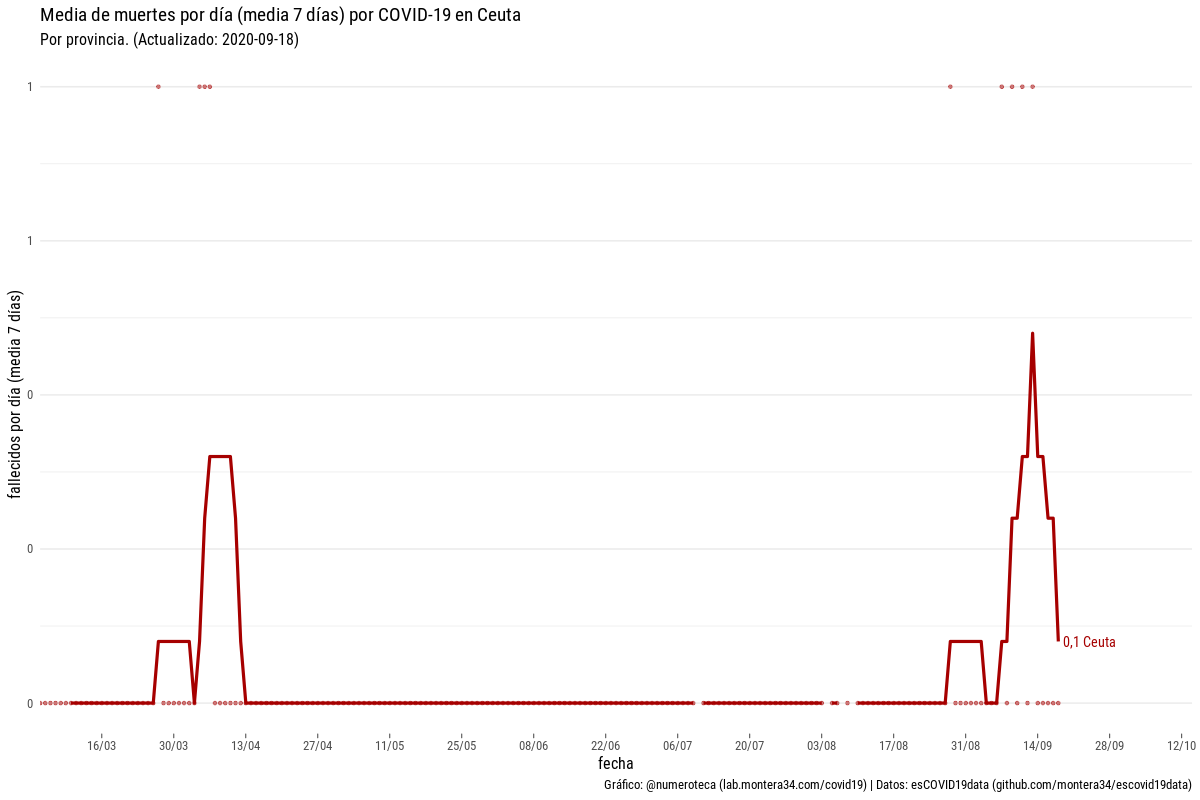 Media de muertes por día (media 7 días) por COVID-19 en Ceuta
Por provincia. (Actualizado: 2020-09-18)
fallecidos por día (media 7 días)
1
1
0
0
0
0,1 Ceuta
16/03 30/03 13/04 27/04 11/05 25/05 08/06 22/06 06/07 20/07 03/08 17/08 31/08 14/09 28/09 12/10
fecha
Gráfico: @numeroteca (lab.montera34.com/covid19) | Datos: esCOVID19data (github.com/montera34/escovid19data)